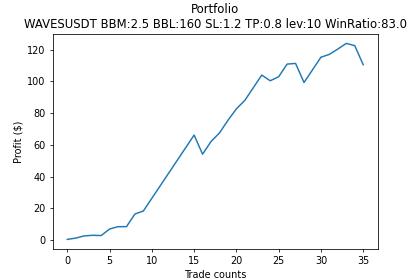 Portfolio
WAVESUSDT BBM:2.5 BBL:160 SL:1.2 TP:0.8 lev:10 WinRatio:83.0
Profit ($)
120
100
80
60
40
20
0
0 5 10 15 20 25 30 35
Trade counts